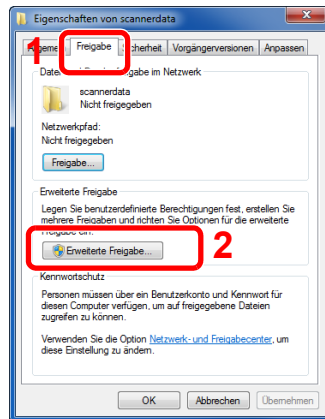 Eigenschaften von scannerdata
1
Freigabe Sicherheit Vorgängerversionen Anpassen
scannerdata
Nicht freigegeben
Netzwerkpfad:
Nicht freigegeben
Freigabe...
Erweiterte Freigabe
Legen Sie benutzerdefinierte Berechtigungen fest, erstellen Sie
mehrere Freigaben und richten Sie Optionen für die erweiterte
Freigabe ein.
Erweiterte Freigabe...
2
Kennwortschutz
Personen müssen über ein Benutzerkonto und Kennwort für
diesen Computer verfügen, um auf freigegebene Dateien
zugreifen zu können.
Verwenden Sie die Option Netzwerk- und Freigabecenter, um
diese Einstellung zu ändern.
OK Abbrechen Übernehmen